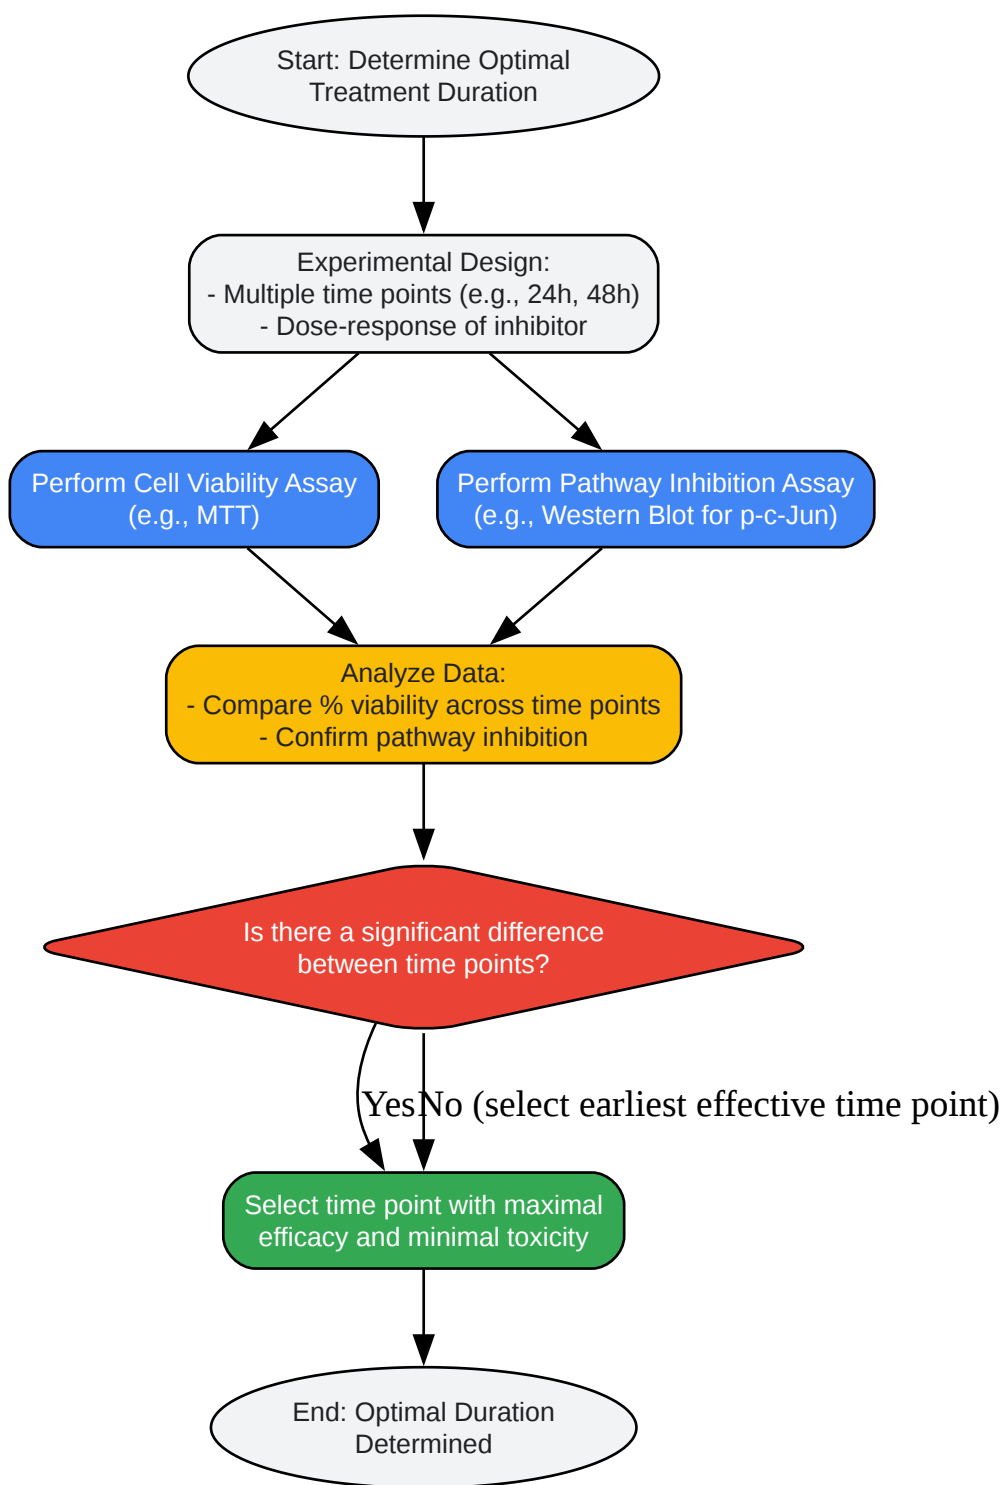 Start: Determine Optimal
Treatment Duration
Experimental Design:
- Multiple time points (e.g., 24h, 48h)
- Dose-response of inhibitor
Perform Cell Viability Assay
(e.g., MTT)
Perform Pathway Inhibition Assay
(e.g., Western Blot for p-c-Jun)
Analyze Data:
- Compare % viability across time points
- Confirm pathway inhibition
Is there a significant difference
between time points?
Yes
No (select earliest effective time point)
Select time point with maximal
efficacy and minimal toxicity
End: Optimal Duration
Determined